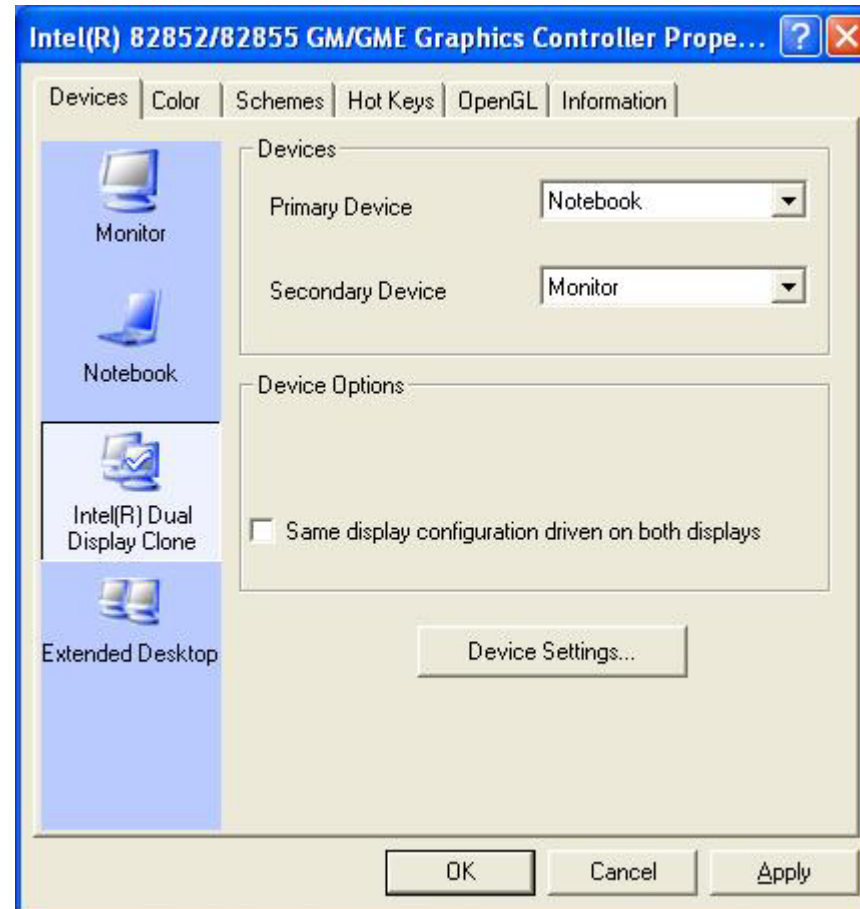 Intel(R) 82852/82855 GM/GME Graphics Controller Prope...
Devices
Color
Schemes
Hot Keys
OpenGL
Information
Monitor
Notebook
Intel(R) Dual
Display Clone
Extended Desktop
Devices
Primary Device
Notebook
Secondary Device
Monitor
Device Options
Same display configuration driven on both displays
Device Settings...
OK
Cancel
Apply